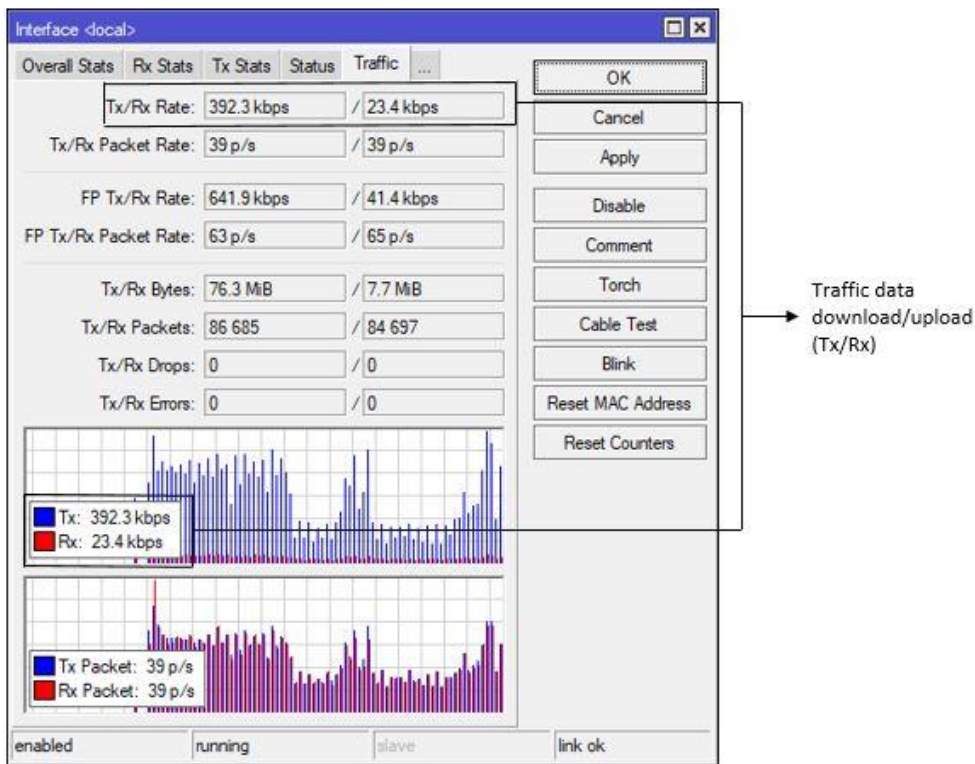 Interface <local>
Overall Stats Rx Stats Tx Stats Status Traffic ...
Tx/Rx Rate: 392.3 kbps / 23.4 kbps
Tx/Rx Packet Rate: 39 p/s / 39 p/s
FP Tx/Rx Rate: 641.9 kbps / 41.4 kbps
FP Tx/Rx Packet Rate: 63 p/s / 65 p/s
Tx/Rx Bytes: 76.3 MiB / 7.7 MiB
Tx/Rx Packets: 86 685 / 84 697
Tx/Rx Drops: 0 / 0
Tx/Rx Errors: 0 / 0
Tx: 392.3 kbps
Rx: 23.4 kbps
Tx Packet: 39 p/s
Rx Packet: 39 p/s
enabled running slave link ok
OK
Cancel
Apply
Disable
Comment
Torch
Cable Test
Blink
Reset MAC Address
Reset Counters
Traffic data
download/upload
(Tx/Rx)